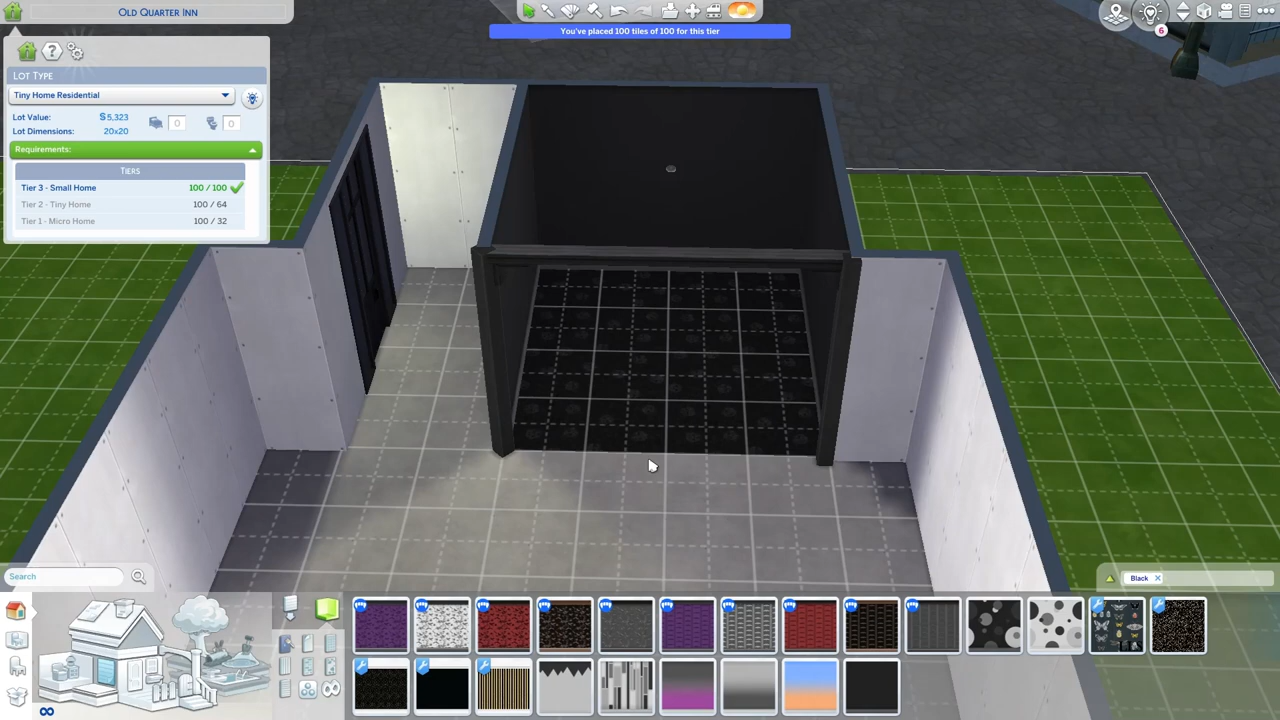 OLD QUARTER INN
You've placed 100 tiles of 100 for this tier
6
LOT TYPE
Tiny Home Residential
Lot Value: §5,323
0
0
Lot Dimensions: 20x20
Requirements:
TIERS
Tier 3 - Small Home 100 / 100
Tier 2 - Tiny Home 100 / 64
Tier 1 - Micro Home 100 / 32
Search
Black